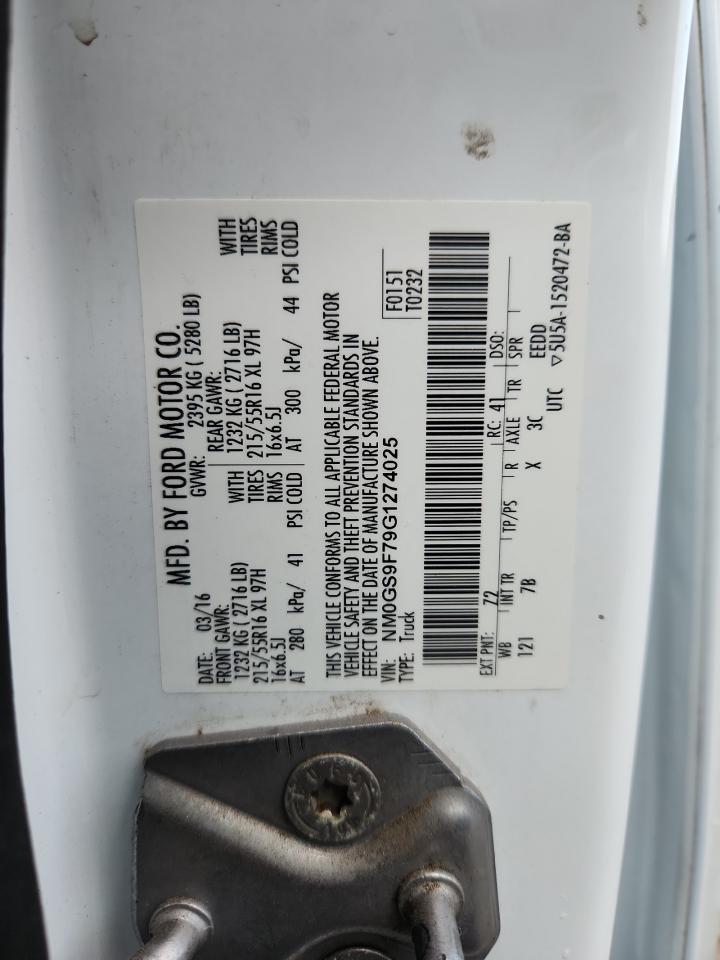 MFD. BY FORD MOTOR CO.
DATE: 03/16 GVWR: 2395 KG ( 5280 LB)
FRONT GAWR: REAR GAWR:
1232 KG ( 2716 LB) WITH 1232 KG ( 2716 LB) WITH
215/55R16 XL 97H TIRES 215/55R16 XL 97H TIRES
16x6.5J RIMS 16x6.5J RIMS
AT 280 kPa/ 41 PSI COLD AT 300 kPa/ 44 PSI COLD
THIS VEHICLE CONFORMS TO ALL APPLICABLE FEDERAL MOTOR
VEHICLE SAFETY AND THEFT PREVENTION STANDARDS IN
EFFECT ON THE DATE OF MANUFACTURE SHOWN ABOVE.
VIN: NM0GS9F79G1274025 F0151
TYPE: Truck T0232
EXT PNT: Z2 RC: 41 DSO:
WB INT TR TP/PS R AXLE TR SPR
121 7B X 3C EEDD
UTC ▽5U5A-1520472-BA